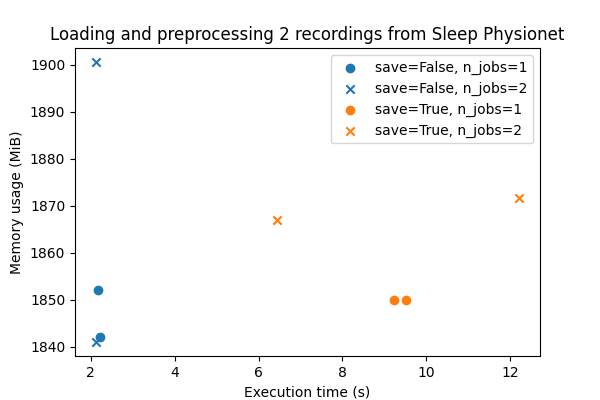 Loading and preprocessing 2 recordings from Sleep Physionet
save=False, n_jobs=1
save=False, n_jobs=2
save=True, n_jobs=1
save=True, n_jobs=2
Memory usage (MiB)
1900
1890
1880
1870
1860
1850
1840
2 4 6 8 10 12
Execution time (s)